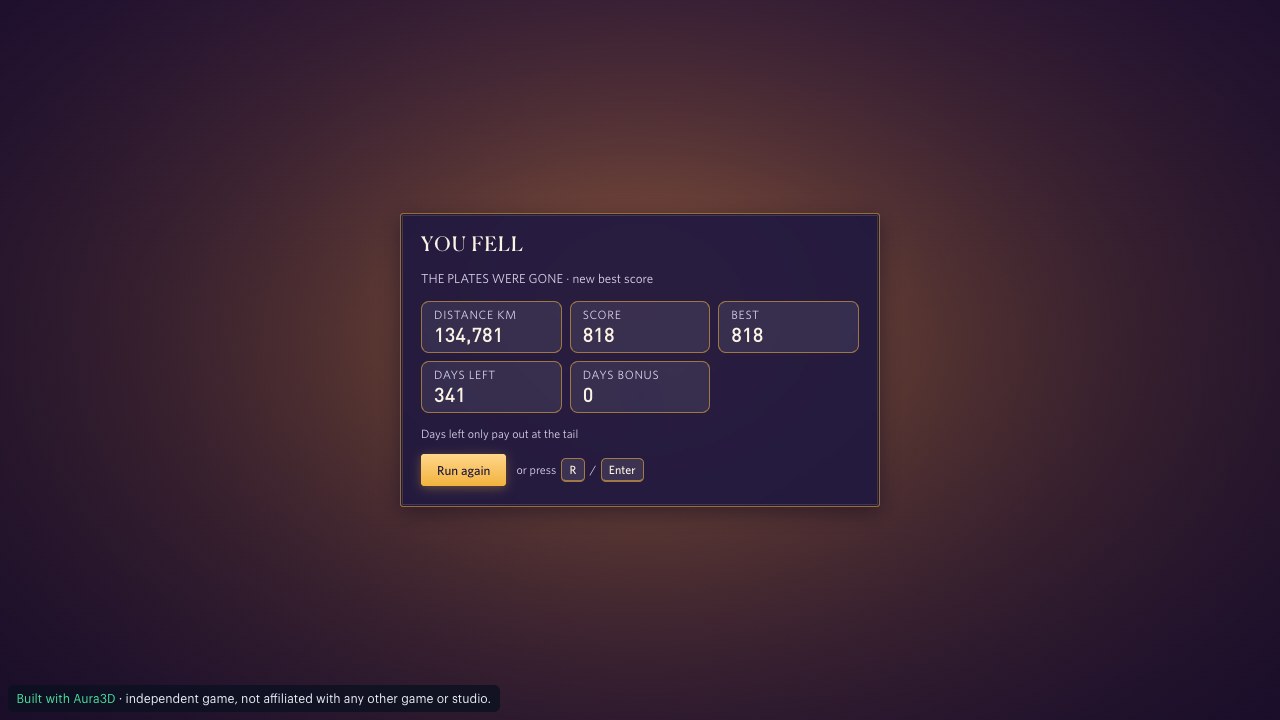 YOU FELL
THE PLATES WERE GONE · new best score
DISTANCE KM
134,781
SCORE
818
BEST
818
DAYS LEFT
341
DAYS BONUS
0
Days left only pay out at the tail
Run again or press R / Enter
Built with Aura3D · independent game, not affiliated with any other game or studio.